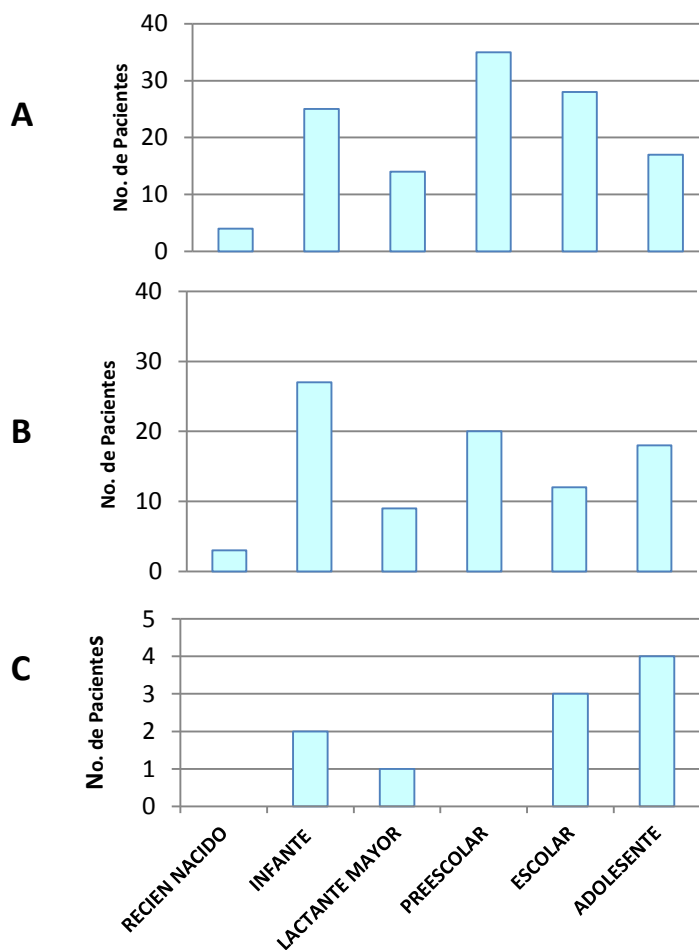 A
No. de Pacientes
40
30
20
10
0
B
No. de Pacientes
40
30
20
10
0
C
No. de Pacientes
5
4
3
2
1
0
RECIEN NACIDO
INFANTE
LACTANTE MAYOR
PREESCOLAR
ESCOLAR
ADOLESENTE